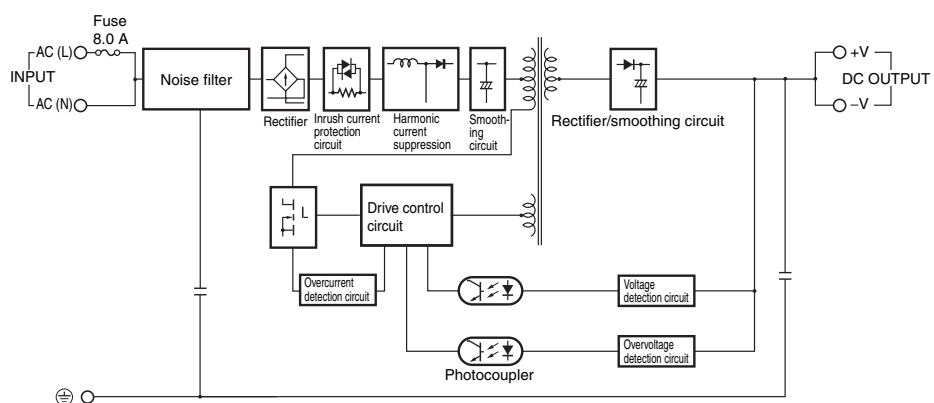 Fuse
8.0 A
AC (L)
INPUT
AC (N)
Noise filter
Rectifier
Inrush current
protection
circuit
Harmonic
current
suppression
Smooth-
ing
circuit
Rectifier/smoothing circuit
+V
DC OUTPUT
−V
Drive control
circuit
Overcurrent
detection circuit
Voltage
detection circuit
Overvoltage
detection circuit
Photocoupler